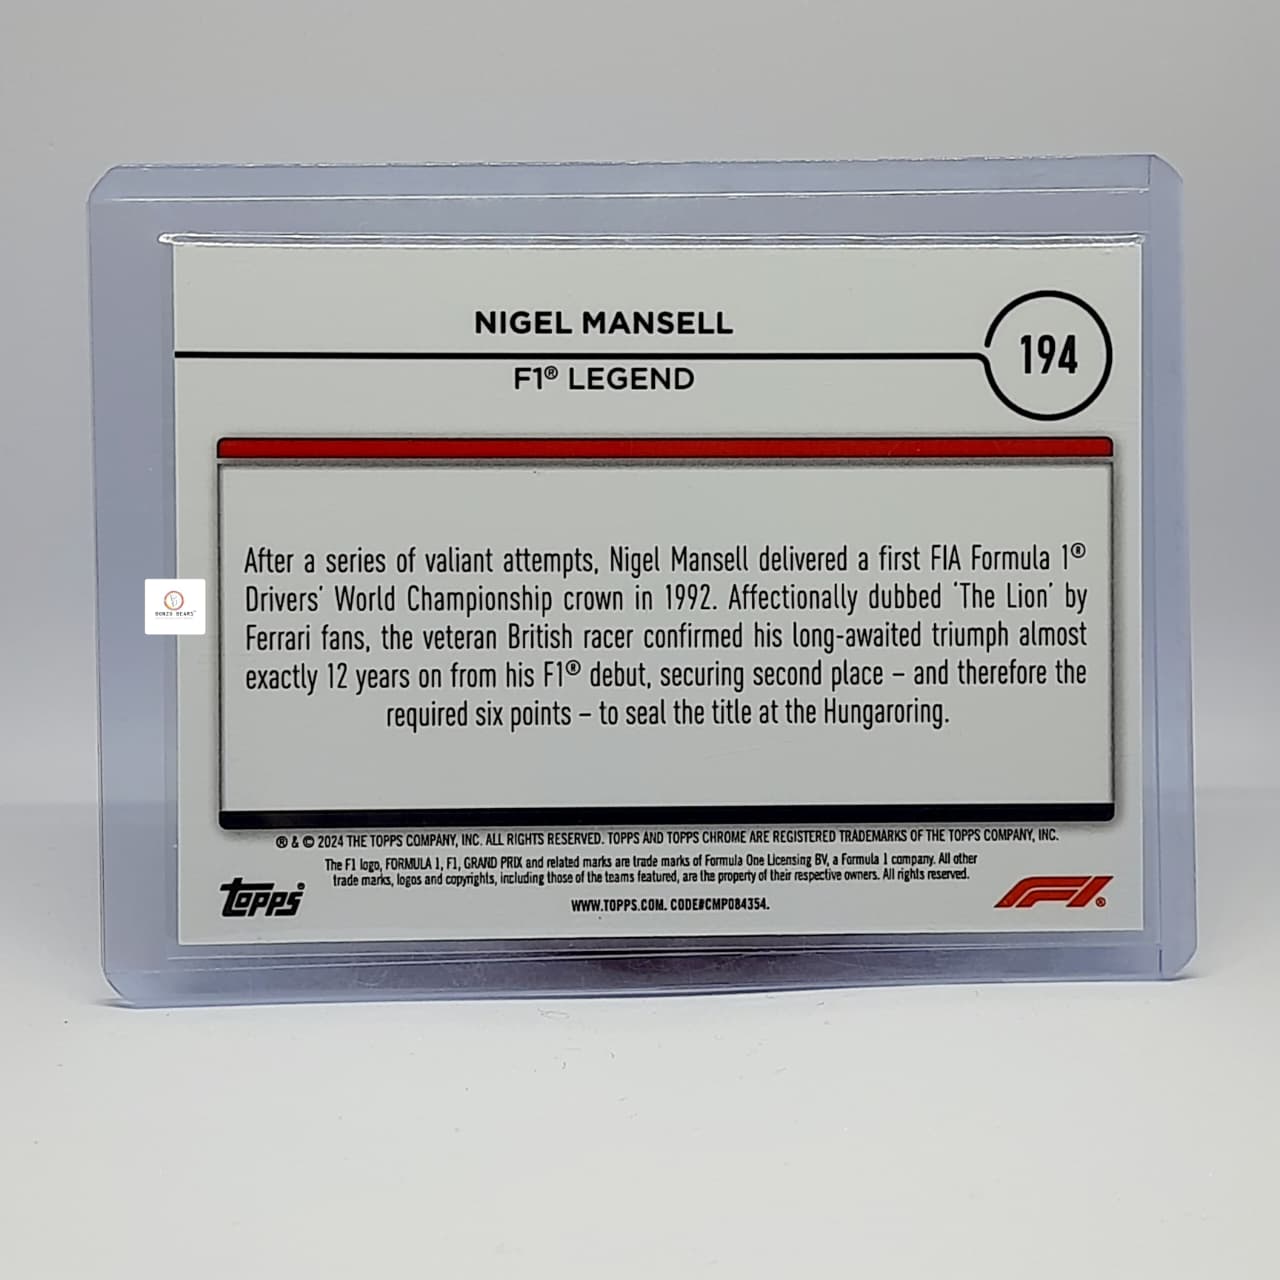 NIGEL MANSELL
194
F1® LEGEND
After a series of valiant attempts, Nigel Mansell delivered a first FIA Formula 1®
Drivers' World Championship crown in 1992. Affectionally dubbed 'The Lion' by
Ferrari fans, the veteran British racer confirmed his long-awaited triumph almost
exactly 12 years on from his F1® debut, securing second place – and therefore the
required six points – to seal the title at the Hungaroring.
® & © 2024 THE TOPPS COMPANY, INC. ALL RIGHTS RESERVED. TOPPS AND TOPPS CHROME ARE REGISTERED TRADEMARKS OF THE TOPPS COMPANY, INC.
The F1 logo, FORMULA 1, F1, GRAND PRIX and related marks are trade marks of Formula One Licensing BV, a Formula 1 company. All other
trade marks, logos and copyrights, including those of the teams featured, are the property of their respective owners. All rights reserved.
topps
WWW.TOPPS.COM. CODE#CMP084354.
F1®